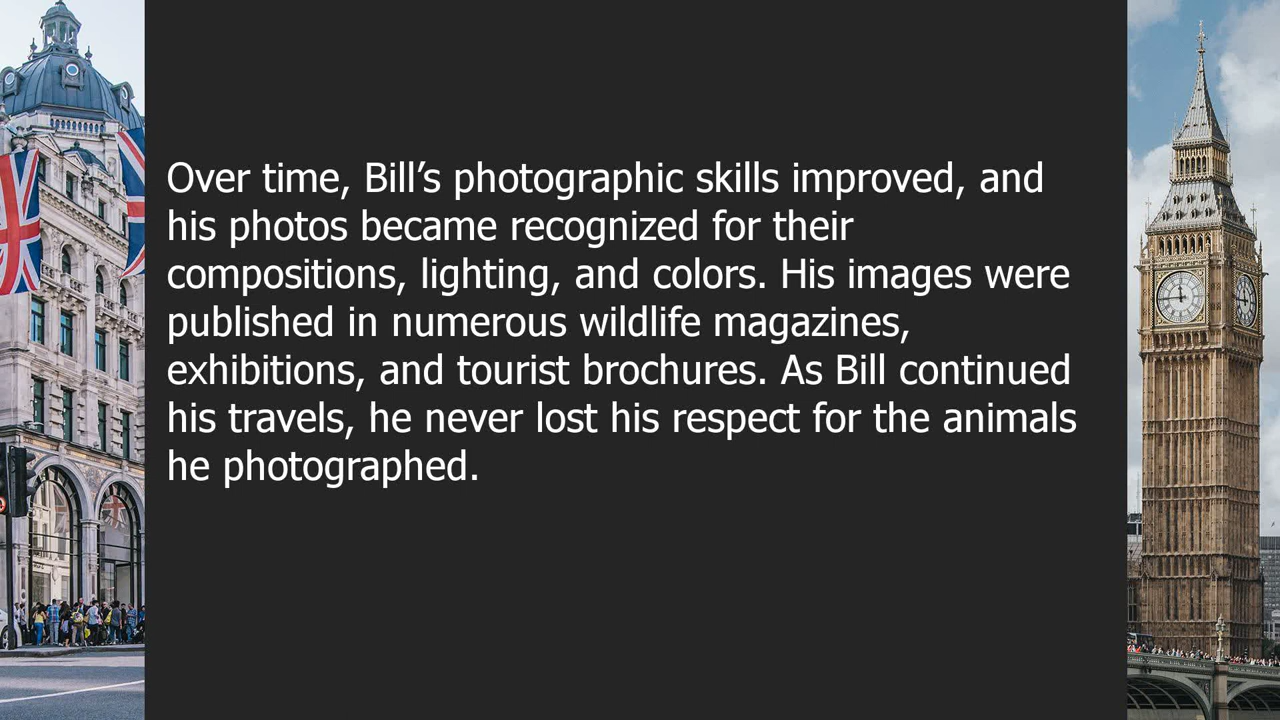 Over time, Bill’s photographic skills improved, and
his photos became recognized for their
compositions, lighting, and colors. His images were
published in numerous wildlife magazines,
exhibitions, and tourist brochures. As Bill continued
his travels, he never lost his respect for the animals
he photographed.